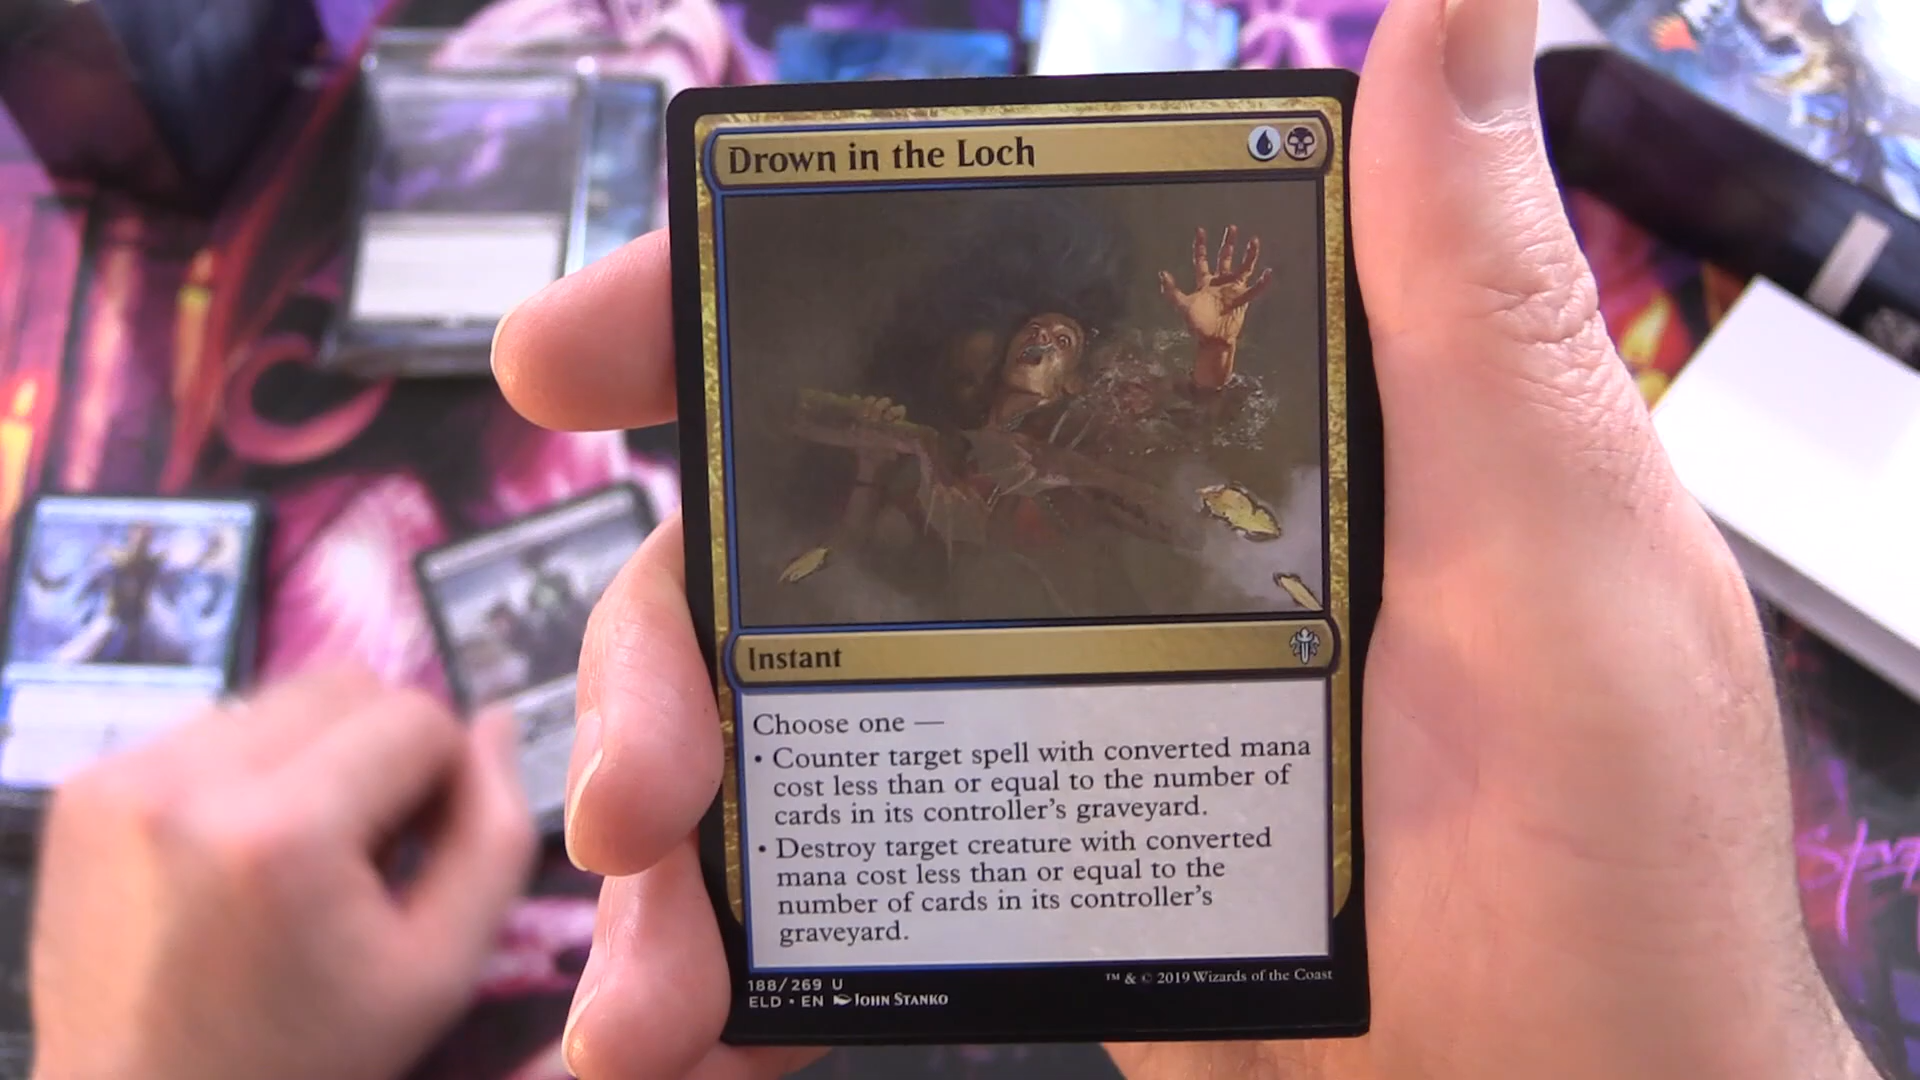 Drown in the Loch
Instant
Choose one —
• Counter target spell with converted mana
cost less than or equal to the number of
cards in its controller's graveyard.
• Destroy target creature with converted
mana cost less than or equal to the
number of cards in its controller's
graveyard.
188/269 U
ELD • EN John Stanko
™ & © 2019 Wizards of the Coast